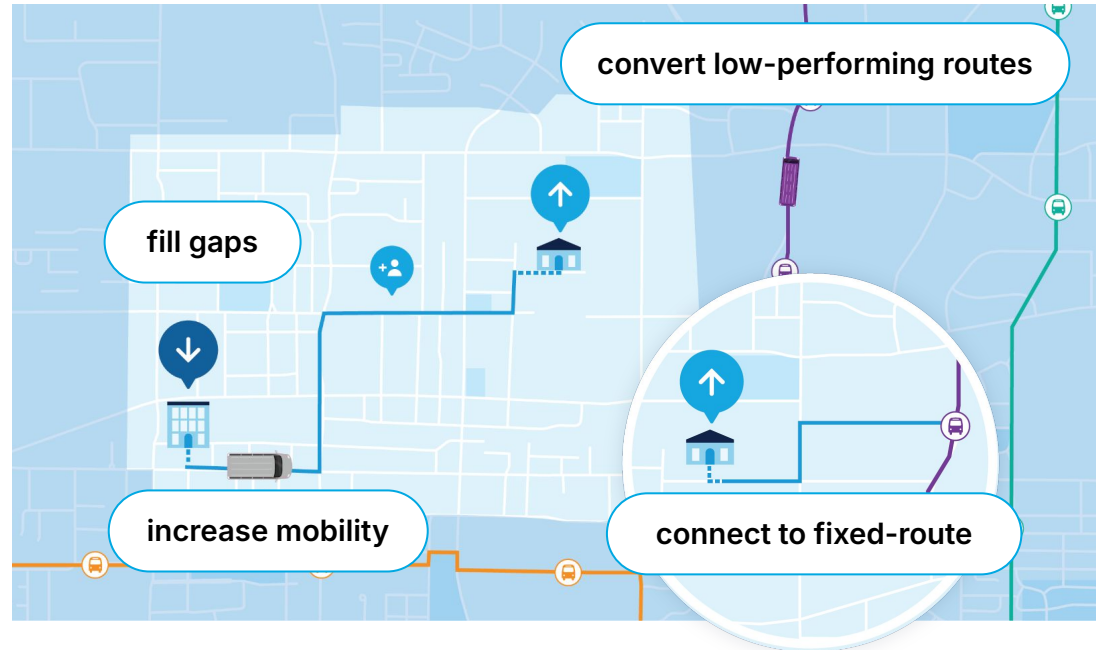 convert low-performing routes
fill gaps
increase mobility
connect to fixed-route